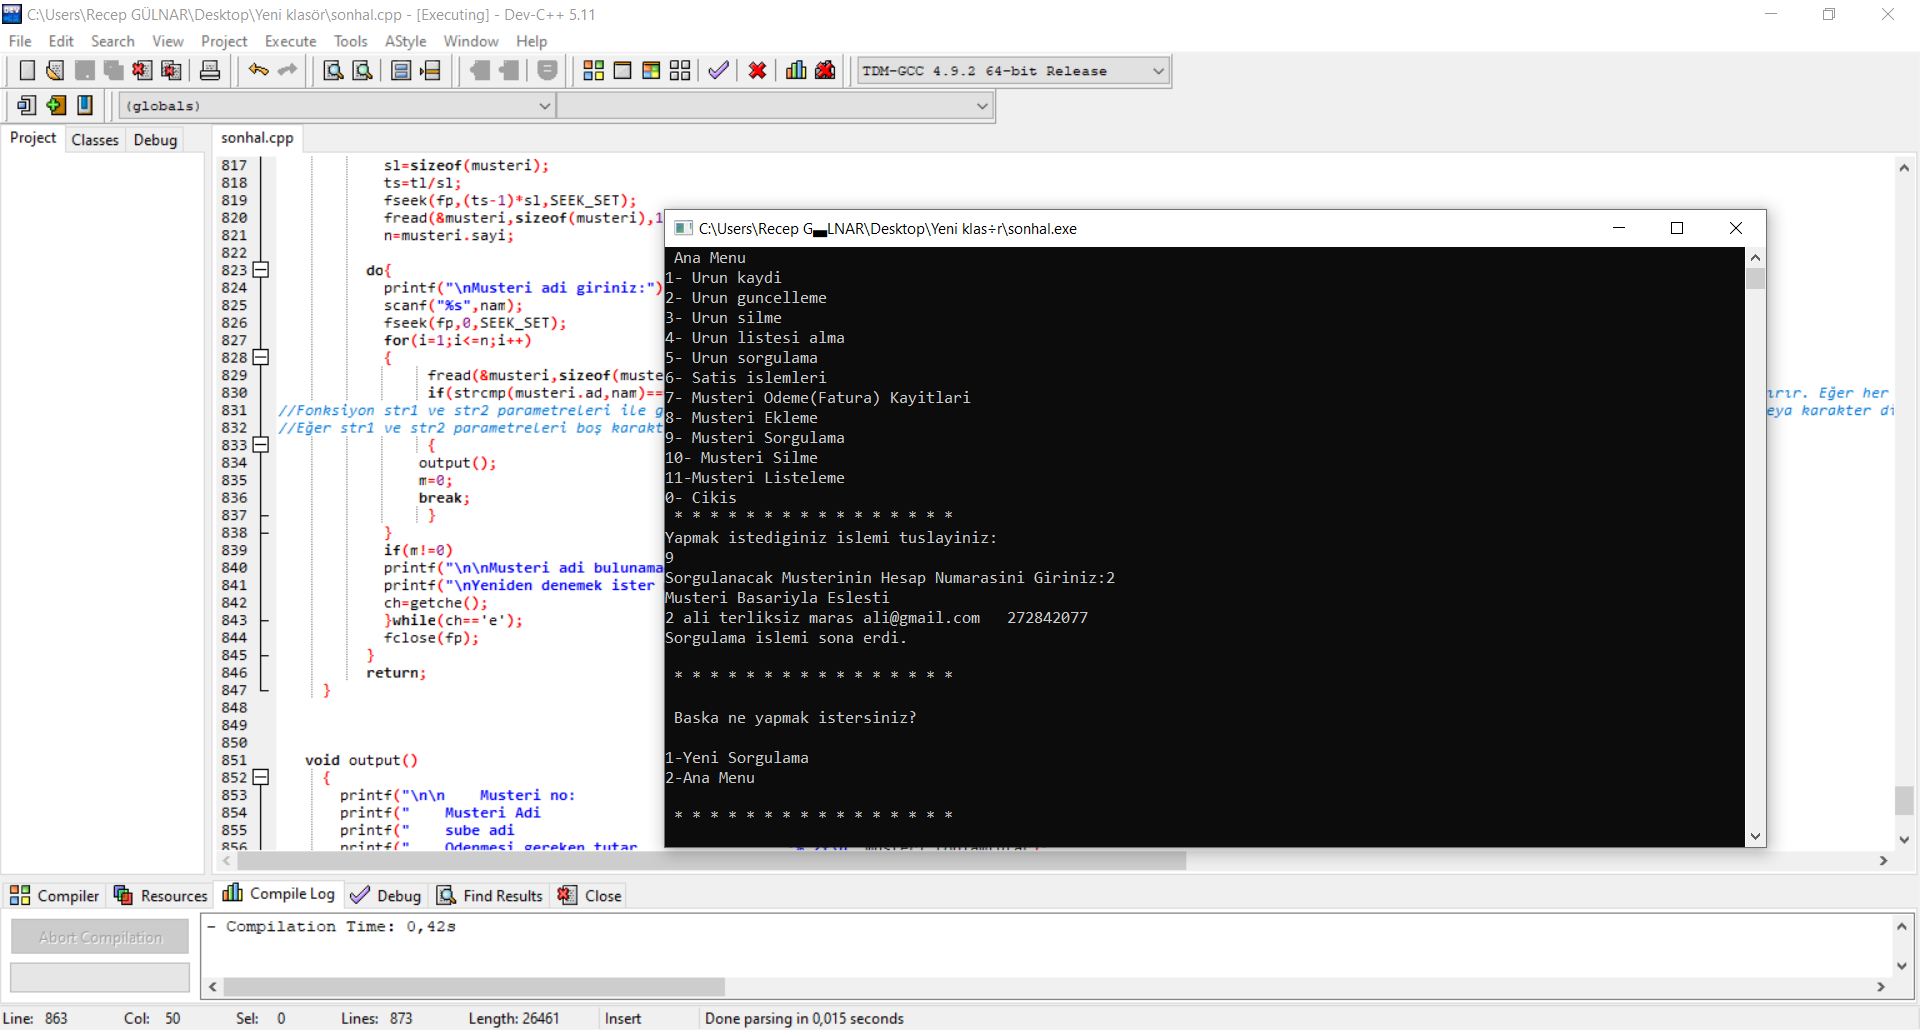 C:\Users\Recep GÜLNAR\Desktop\Yeni klasör\sonhal.cpp - [Executing] - Dev-C++ 5.11
File Edit Search View Project Execute Tools AStyle Window Help
TDM-GCC 4.9.2 64-bit Release
(globals)
Project Classes Debug
sonhal.cpp
817 sl=sizeof(musteri);
818 ts=tl/sl;
819 fseek(fp,(ts-1)*sl,SEEK_SET);
820 fread(&musteri,sizeof(musteri),1
821 n=musteri.sayi;
822
823 do{
824 printf("\nMusteri adi giriniz:")
825 scanf("%s",nam);
826 fseek(fp,0,SEEK_SET);
827 for(i=1;i<=n;i++)
828 {
829 fread(&musteri,sizeof(muste
830 if(strcmp(musteri.ad,nam)==
831 //Fonksiyon str1 ve str2 parametreleri ile g
832 //Eğer str1 ve str2 parametreleri boş karakt
833 {
834 output();
835 m=0;
836 break;
837 }
838 }
839 if(m!=0)
840 printf("\n\nMusteri adi bulunama
841 printf("\nYeniden denemek ister
842 ch=getche();
843 }while(ch=='e');
844 fclose(fp);
845 }
846 return;
847 }
848
849
850
851 void output()
852 {
853 printf("\n\n Musteri no:
854 printf(" Musteri Adi
855 printf(" sube adi
856 printf(" Odenmesi gereken tutar
Eğer her
eya karakter di
C:\Users\Recep G▄LNAR\Desktop\Yeni klas÷r\sonhal.exe
Ana Menu
1- Urun kaydi
2- Urun guncelleme
3- Urun silme
4- Urun listesi alma
5- Urun sorgulama
6- Satis islemleri
7- Musteri Odeme(Fatura) Kayitlari
8- Musteri Ekleme
9- Musteri Sorgulama
10- Musteri Silme
11-Musteri Listeleme
0- Cikis
* * * * * * * * * * * * * * * *
Yapmak istediginiz islemi tuslayiniz:
9
Sorgulanacak Musterinin Hesap Numarasini Giriniz:2
Musteri Basariyla Eslesti
2 ali terliksiz maras ali@gmail.com 272842077
Sorgulama islemi sona erdi.
* * * * * * * * * * * * * * * *
Baska ne yapmak istersiniz?
1-Yeni Sorgulama
2-Ana Menu
* * * * * * * * * * * * * * * *
Compiler Resources Compile Log Debug Find Results Close
Abort Compilation
- Compilation Time: 0,42s
Line: 863 Col: 50 Sel: 0 Lines: 873 Length: 26461 Insert Done parsing in 0,015 seconds